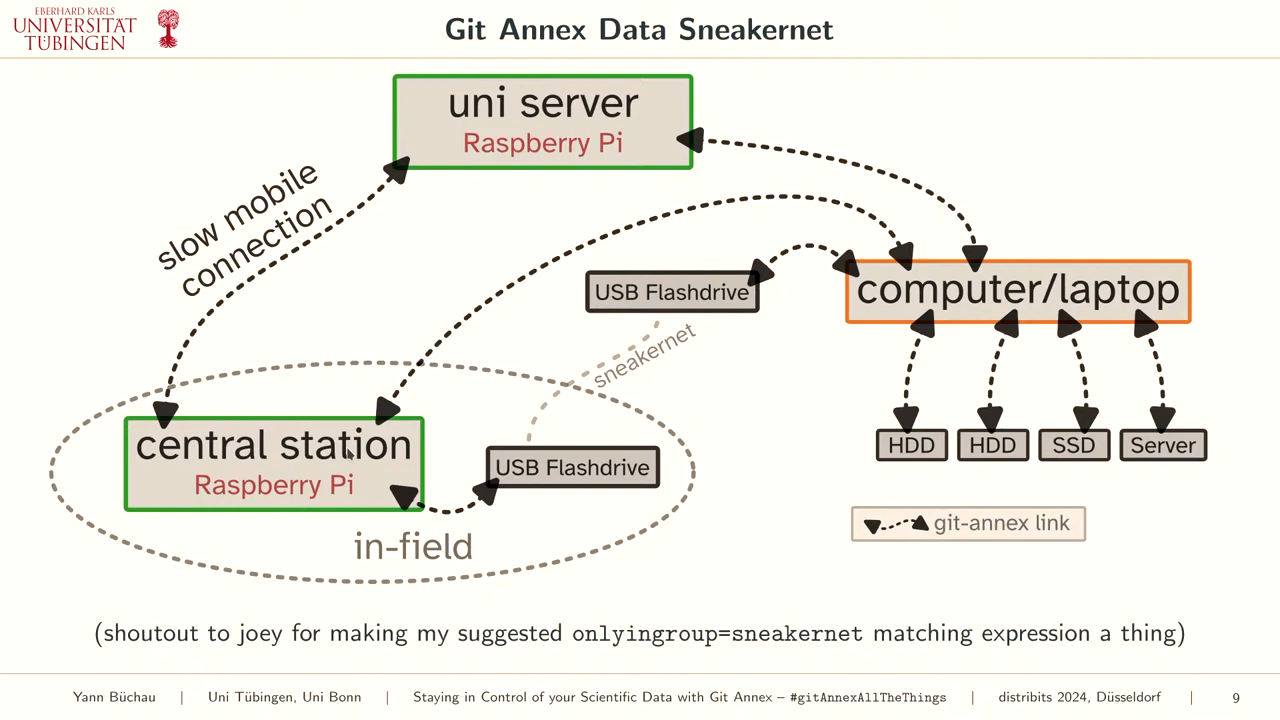 EBERHARD KARLS
UNIVERSITÄT
TÜBINGEN
Git Annex Data Sneakernet
uni server
Raspberry Pi
slow mobile
connection
USB Flashdrive
computer/laptop
sneakernet
central station
Raspberry Pi
USB Flashdrive
in-field
HDD
HDD
SSD
Server
git-annex link
(shoutout to joey for making my suggested onlyingroup=sneakernet matching expression a thing)
Yann Büchau | Uni Tübingen, Uni Bonn | Staying in Control of your Scientific Data with Git Annex – #gitAnnexAllTheThings | distribits 2024, Düsseldorf | 9